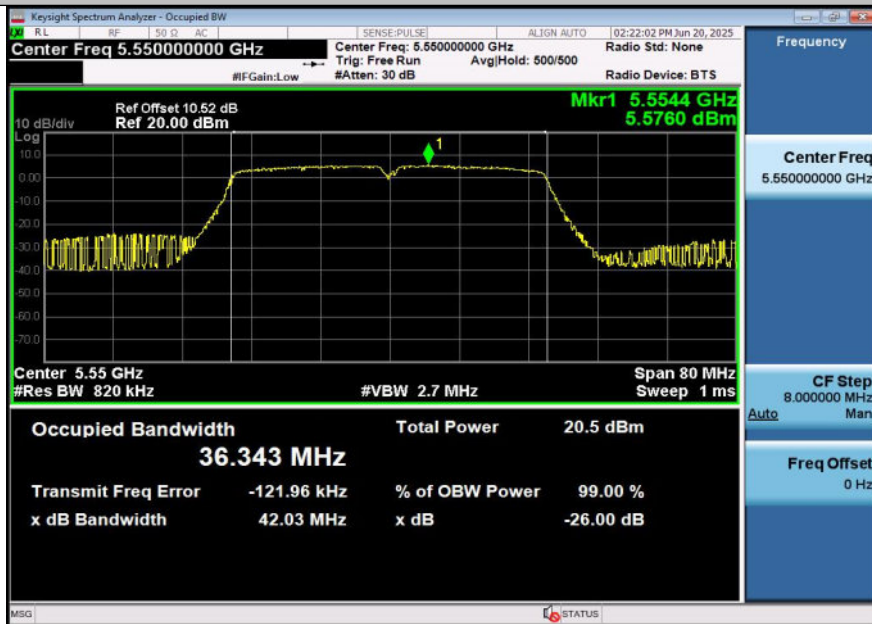 Keysight Spectrum Analyzer - Occupied BW
LXI RL RF 50 Ω AC SENSE:PULSE ALIGN AUTO 02:22:02 PM Jun 20, 2025
Center Freq 5.550000000 GHz
Center Freq: 5.550000000 GHz
Radio Std: None
Trig: Free Run Avg|Hold: 500/500
#IFGain:Low
#Atten: 30 dB
Radio Device: BTS
Ref Offset 10.52 dB
Mkr1 5.5544 GHz
10 dB/div Ref 20.00 dBm
5.5760 dBm
Log
1
10.0
0.00
-10.0
-20.0
-30.0
-40.0
-50.0
-60.0
-70.0
Center 5.55 GHz Span 80 MHz
#Res BW 820 kHz #VBW 2.7 MHz Sweep 1 ms
Occupied Bandwidth Total Power 20.5 dBm
36.343 MHz
Transmit Freq Error -121.96 kHz % of OBW Power 99.00 %
x dB Bandwidth 42.03 MHz x dB -26.00 dB
Frequency
Center Freq
5.550000000 GHz
CF Step
8.000000 MHz
Auto Man
Freq Offset
0 Hz
MSG STATUS